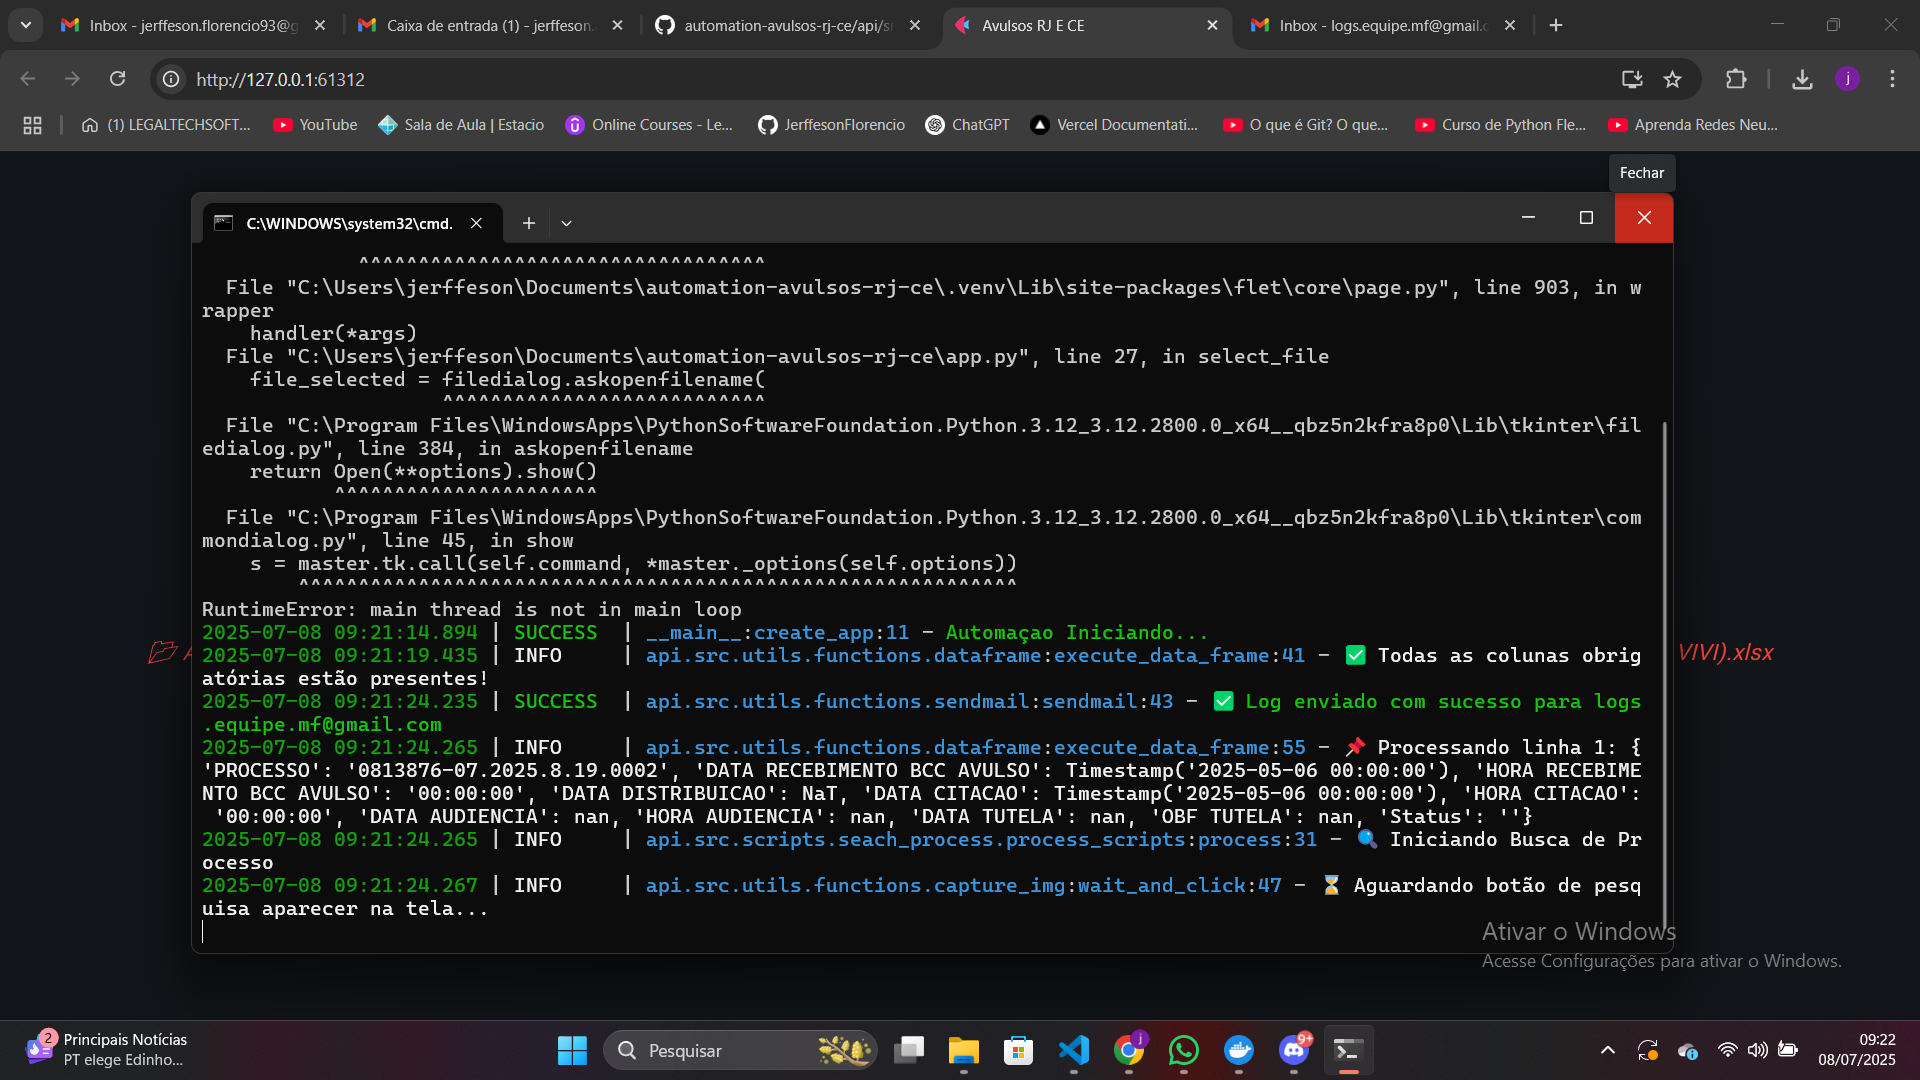 Inbox - jerffeson.florencio93@g
Caixa de entrada (1) - jerffeson.
automation-avulsos-rj-ce/api/sr
Avulsos RJ E CE
Inbox - logs.equipe.mf@gmail.c
http://127.0.0.1:61312
j
(1) LEGALTECHSOFT...
YouTube
Sala de Aula | Estacio
Online Courses - Le...
JerffesonFlorencio
ChatGPT
Vercel Documentati...
O que é Git? O que...
Curso de Python Fle...
Aprenda Redes Neu...
Fechar
C:\WINDOWS\system32\cmd.
^^^^^^^^^^^^^^^^^^^^^^^^^^^^^^^^^^
File "C:\Users\jerffeson\Documents\automation-avulsos-rj-ce\.venv\Lib\site-packages\flet\core\page.py", line 903, in w
rapper
handler(*args)
File "C:\Users\jerffeson\Documents\automation-avulsos-rj-ce\app.py", line 27, in select_file
file_selected = filedialog.askopenfilename(
^^^^^^^^^^^^^^^^^^^^^^^^^^^
File "C:\Program Files\WindowsApps\PythonSoftwareFoundation.Python.3.12_3.12.2800.0_x64__qbz5n2kfra8p0\Lib\tkinter\fil
edialog.py", line 384, in askopenfilename
return Open(**options).show()
^^^^^^^^^^^^^^^^^^^^^^
File "C:\Program Files\WindowsApps\PythonSoftwareFoundation.Python.3.12_3.12.2800.0_x64__qbz5n2kfra8p0\Lib\tkinter\com
mondialog.py", line 45, in show
s = master.tk.call(self.command, *master._options(self.options))
^^^^^^^^^^^^^^^^^^^^^^^^^^^^^^^^^^^^^^^^^^^^^^^^^^^^^^^^^^^^
RuntimeError: main thread is not in main loop
2025-07-08 09:21:14.894 | SUCCESS  | __main__:create_app:11 - Automaçao Iniciando...
2025-07-08 09:21:19.435 | INFO     | api.src.utils.functions.dataframe:execute_data_frame:41 - ✅ Todas as colunas obrig
atórias estão presentes!
2025-07-08 09:21:24.235 | SUCCESS  | api.src.utils.functions.sendmail:sendmail:43 - ✅ Log enviado com sucesso para logs
.equipe.mf@gmail.com
2025-07-08 09:21:24.265 | INFO     | api.src.utils.functions.dataframe:execute_data_frame:55 - 📌 Processando linha 1: {
'PROCESSO': '0813876-07.2025.8.19.0002', 'DATA RECEBIMENTO BCC AVULSO': Timestamp('2025-05-06 00:00:00'), 'HORA RECEBIME
NTO BCC AVULSO': '00:00:00', 'DATA DISTRIBUICAO': NaT, 'DATA CITACAO': Timestamp('2025-05-06 00:00:00'), 'HORA CITACAO':
'00:00:00', 'DATA AUDIENCIA': nan, 'HORA AUDIENCIA': nan, 'DATA TUTELA': nan, 'OBF TUTELA': nan, 'Status': ''}
2025-07-08 09:21:24.265 | INFO     | api.src.scripts.seach_process.process_scripts:process:31 - 🔍 Iniciando Busca de Pr
ocesso
2025-07-08 09:21:24.267 | INFO     | api.src.utils.functions.capture_img:wait_and_click:47 - ⏳ Aguardando botão de pesq
uisa aparecer na tela...
VIVI).xlsx
Ativar o Windows
Acesse Configurações para ativar o Windows.
2
Principais Notícias
PT elege Edinho...
Pesquisar
j
9+
09:22
08/07/2025